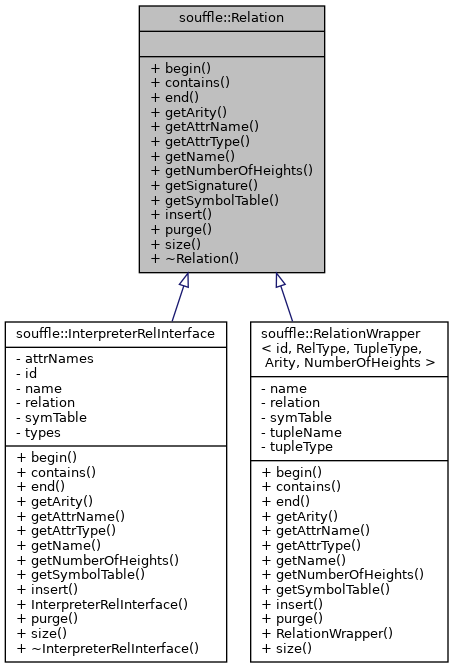 souffle::Relation
+ begin()
+ contains()
+ end()
+ getArity()
+ getAttrName()
+ getAttrType()
+ getName()
+ getNumberOfHeights()
+ getSignature()
+ getSymbolTable()
+ insert()
+ purge()
+ size()
+ ~Relation()
souffle::InterpreterRelInterface
- attrNames
- id
- name
- relation
- symTable
- types
+ begin()
+ contains()
+ end()
+ getArity()
+ getAttrName()
+ getAttrType()
+ getName()
+ getNumberOfHeights()
+ getSymbolTable()
+ insert()
+ InterpreterRelInterface()
+ purge()
+ size()
+ ~InterpreterRelInterface()
souffle::RelationWrapper
< id, RelType, TupleType,
Arity, NumberOfHeights >
- name
- relation
- symTable
- tupleName
- tupleType
+ begin()
+ contains()
+ end()
+ getArity()
+ getAttrName()
+ getAttrType()
+ getName()
+ getNumberOfHeights()
+ getSymbolTable()
+ insert()
+ purge()
+ RelationWrapper()
+ size()